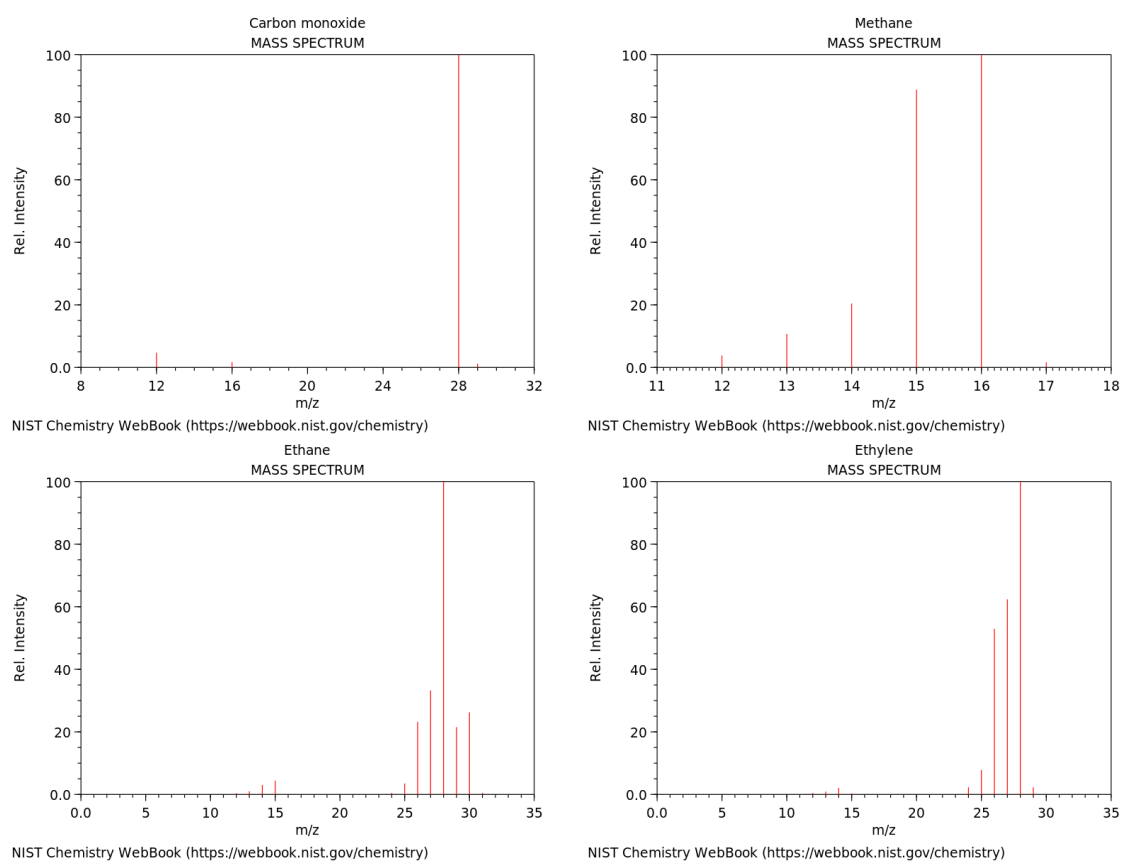 Carbon monoxide
MASS SPECTRUM
100
80
60
40
20
0.0
Rel. Intensity
8 12 16 20 24 28 32
m/z
NIST Chemistry WebBook (https://webbook.nist.gov/chemistry)
Methane
MASS SPECTRUM
100
80
60
40
20
0.0
Rel. Intensity
11 12 13 14 15 16 17 18
m/z
NIST Chemistry WebBook (https://webbook.nist.gov/chemistry)
Ethane
MASS SPECTRUM
100
80
60
40
20
0.0
Rel. Intensity
0.0 5 10 15 20 25 30 35
m/z
NIST Chemistry WebBook (https://webbook.nist.gov/chemistry)
Ethylene
MASS SPECTRUM
100
80
60
40
20
0.0
Rel. Intensity
0.0 5 10 15 20 25 30 35
m/z
NIST Chemistry WebBook (https://webbook.nist.gov/chemistry)